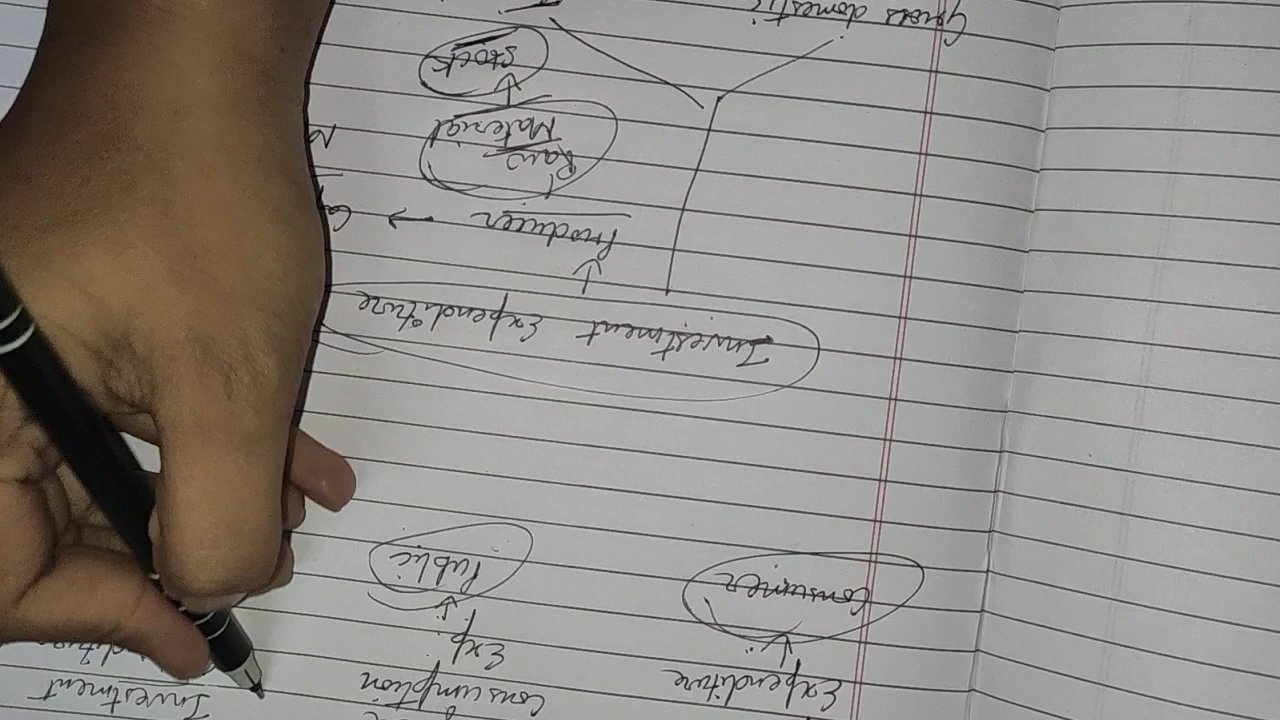 Expenditure Consumption Investment
Exp.
Consumer Public
Investment Expenditure
Producer →
Raw
Material
Stock
Gross domestic